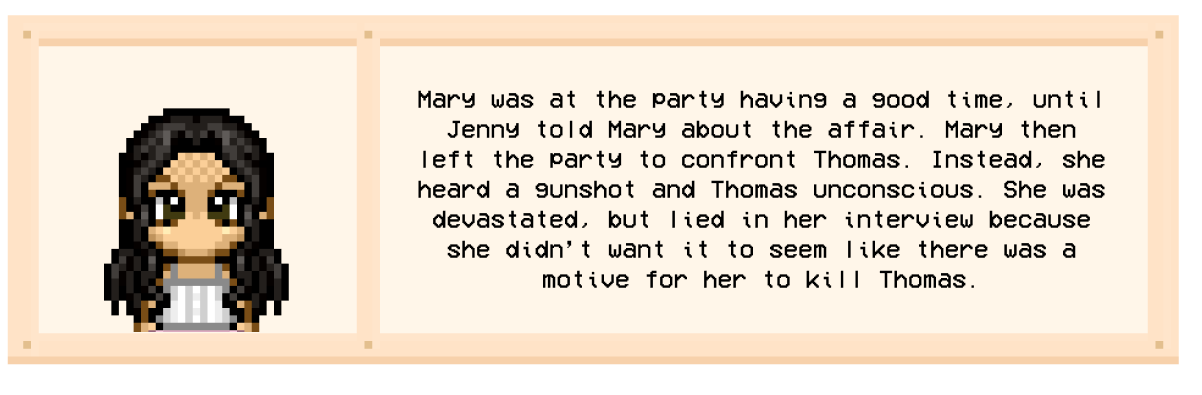 Mary was at the party having a good time, until
Jenny told Mary about the affair. Mary then
left the party to confront Thomas. Instead, she
heard a gunshot and Thomas unconscious. She was
devastated, but lied in her interview because
she didn't want it to seem like there was a
motive for her to kill Thomas.